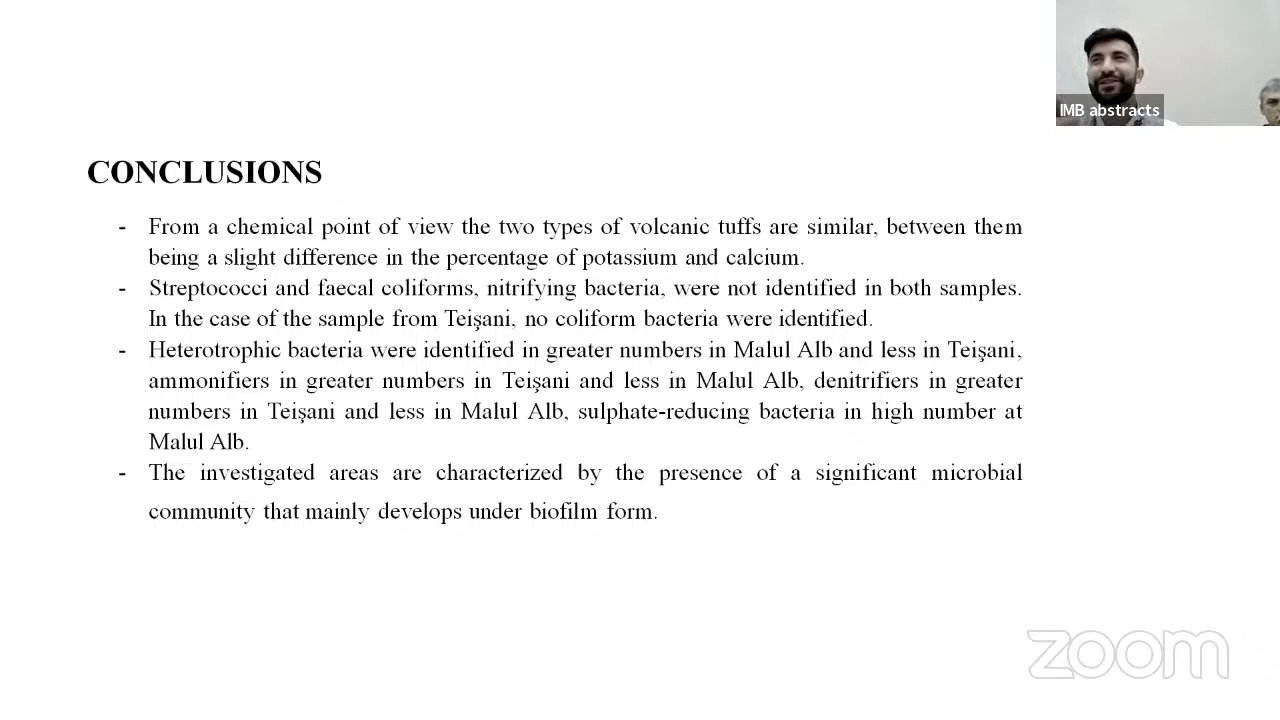 IMB abstracts
CONCLUSIONS
- From a chemical point of view the two types of volcanic tuffs are similar, between them
being a slight difference in the percentage of potassium and calcium.
- Streptococci and faecal coliforms, nitrifying bacteria, were not identified in both samples.
In the case of the sample from Teişani, no coliform bacteria were identified.
- Heterotrophic bacteria were identified in greater numbers in Malul Alb and less in Teişani,
ammonifiers in greater numbers in Teişani and less in Malul Alb, denitrifiers in greater
numbers in Teişani and less in Malul Alb, sulphate-reducing bacteria in high number at
Malul Alb.
- The investigated areas are characterized by the presence of a significant microbial
community that mainly develops under biofilm form.
zoom